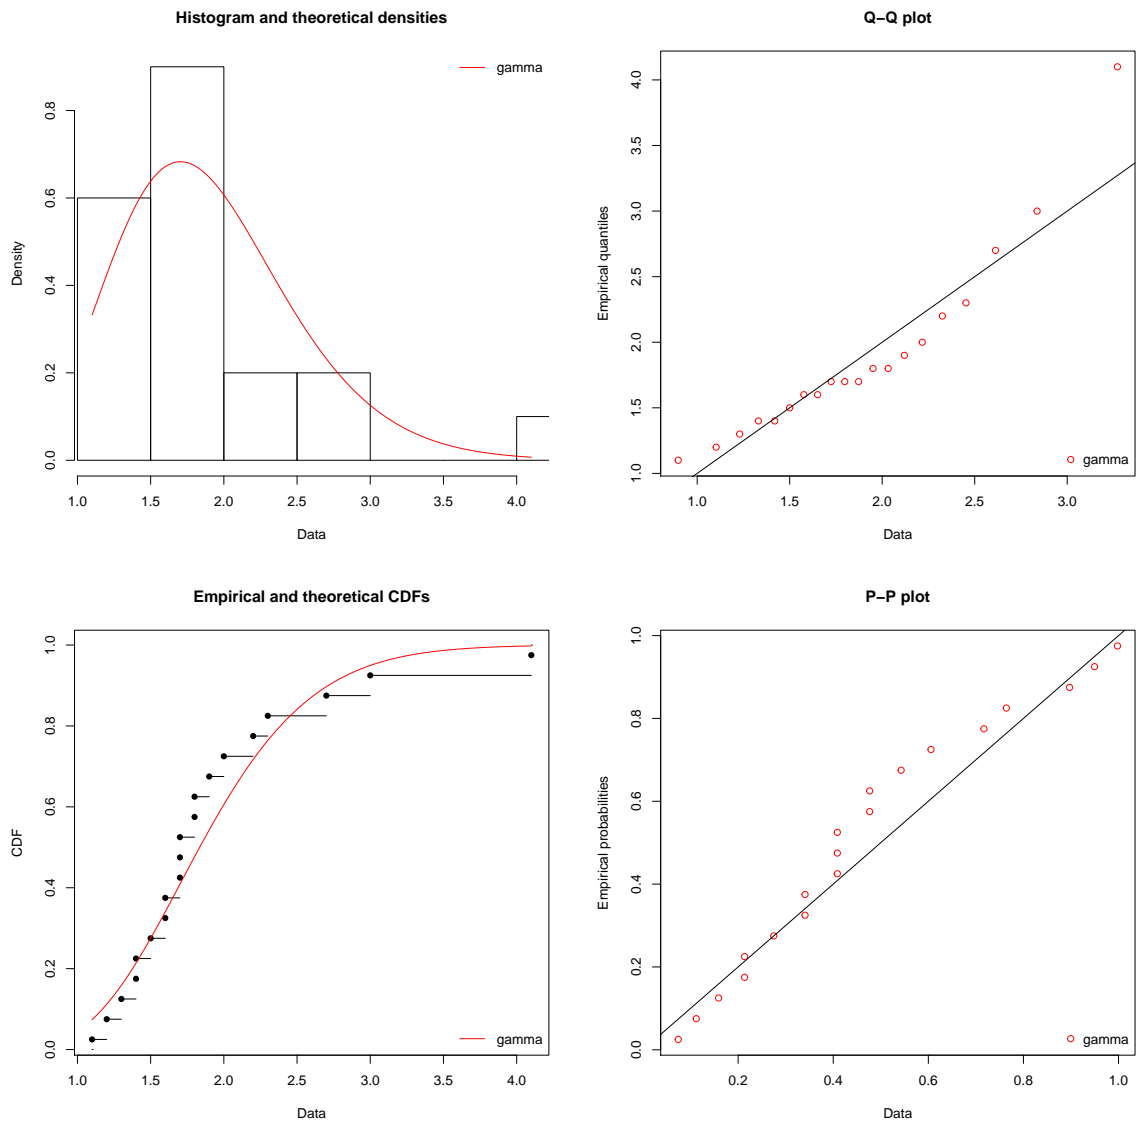 Histogram and theoretical densities
gamma
Density
0.0 0.2 0.4 0.6 0.8
1.0 1.5 2.0 2.5 3.0 3.5 4.0
Data
Q−Q plot
Empirical quantiles
1.0 1.5 2.0 2.5 3.0 3.5 4.0
gamma
1.0 1.5 2.0 2.5 3.0
Data
Empirical and theoretical CDFs
CDF
0.0 0.2 0.4 0.6 0.8 1.0
gamma
1.0 1.5 2.0 2.5 3.0 3.5 4.0
Data
P−P plot
Empirical probabilities
0.0 0.2 0.4 0.6 0.8 1.0
gamma
0.2 0.4 0.6 0.8 1.0
Data